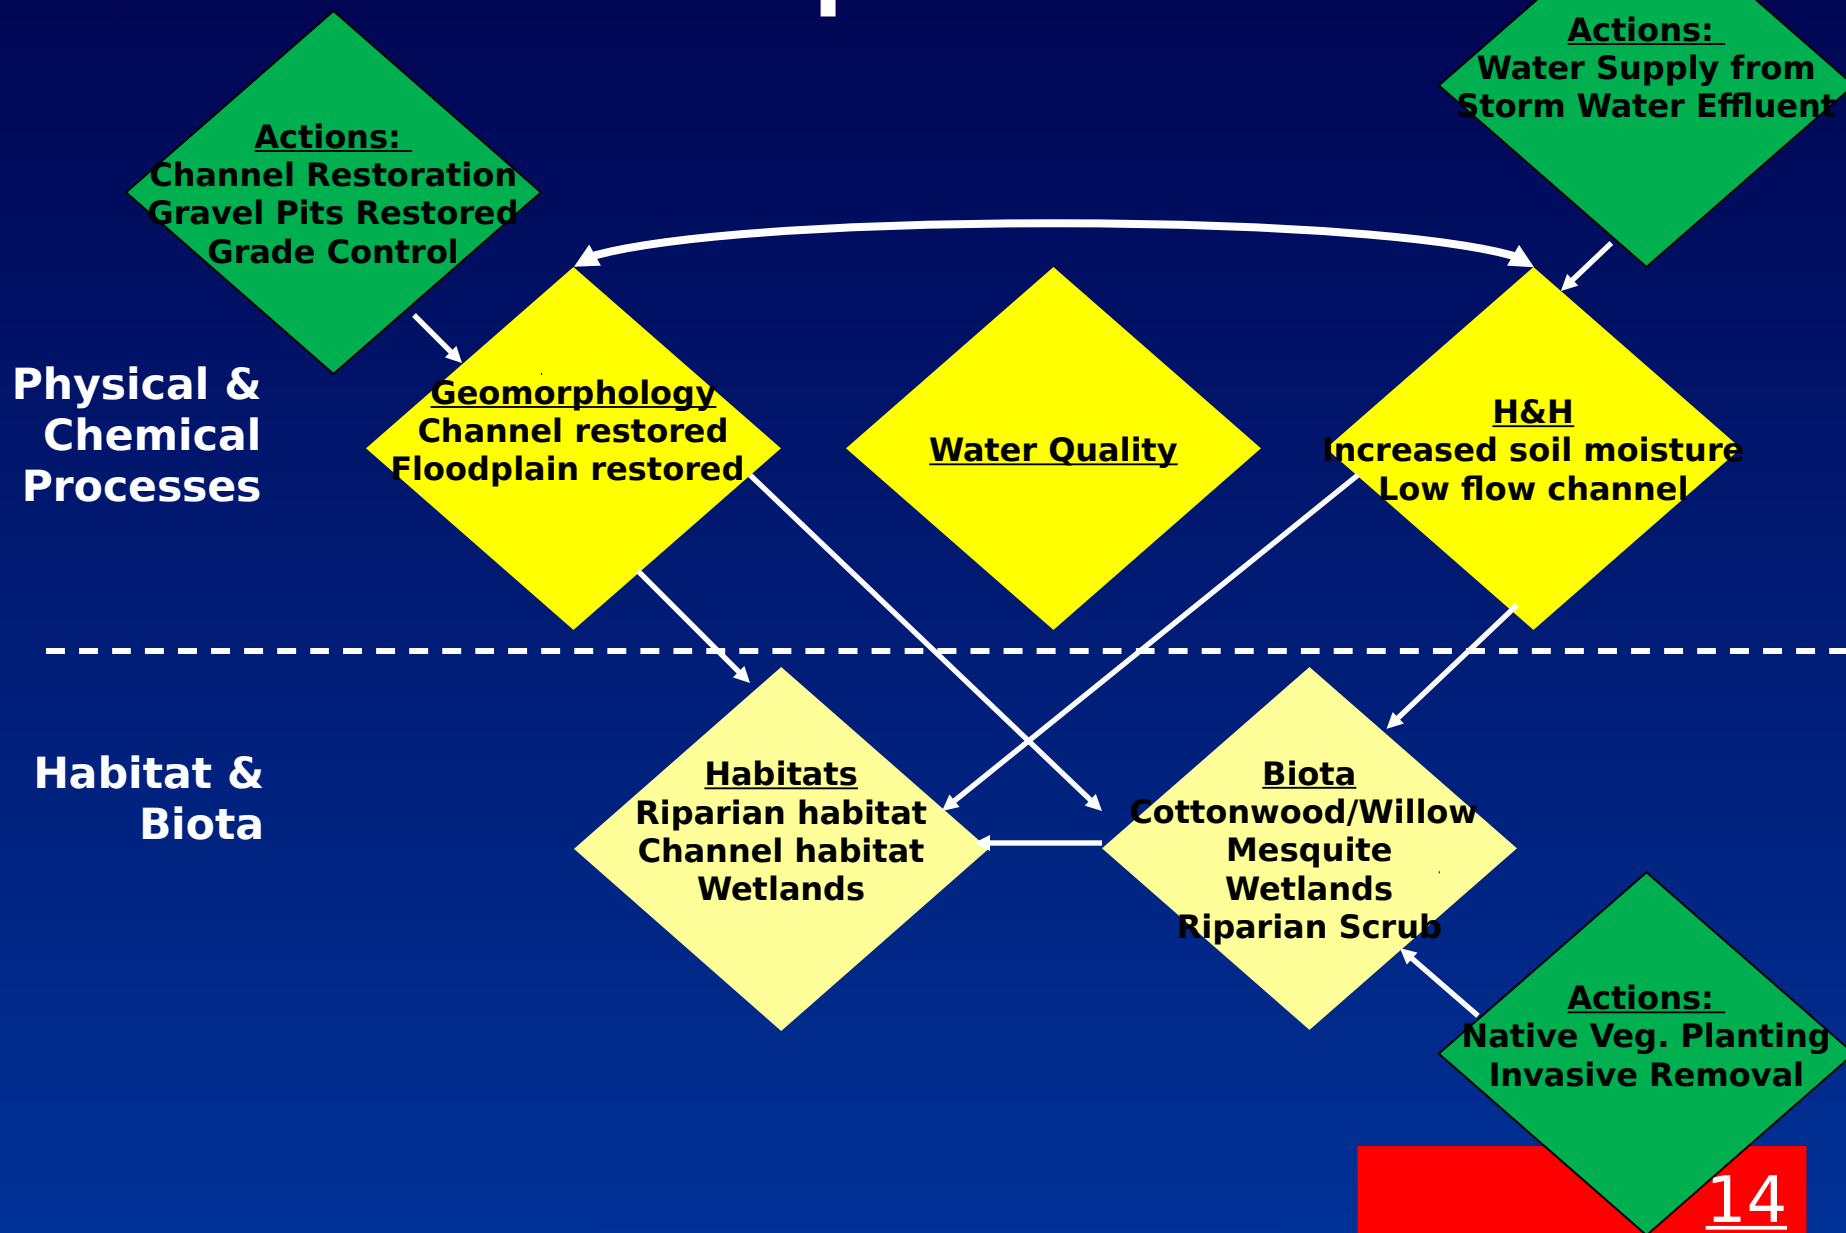 Actions:
Water Supply from
Storm Water Effluent
Actions:
Channel Restoration
Gravel Pits Restored
Grade Control
Physical &
Chemical
Processes
Geomorphology
Channel restored
Floodplain restored
Water Quality
H&H
Increased soil moisture
Low flow channel
Habitat &
Biota
Habitats
Riparian habitat
Channel habitat
Wetlands
Biota
Cottonwood/Willow
Mesquite
Wetlands
Riparian Scrub
Actions:
Native Veg. Planting
Invasive Removal
14